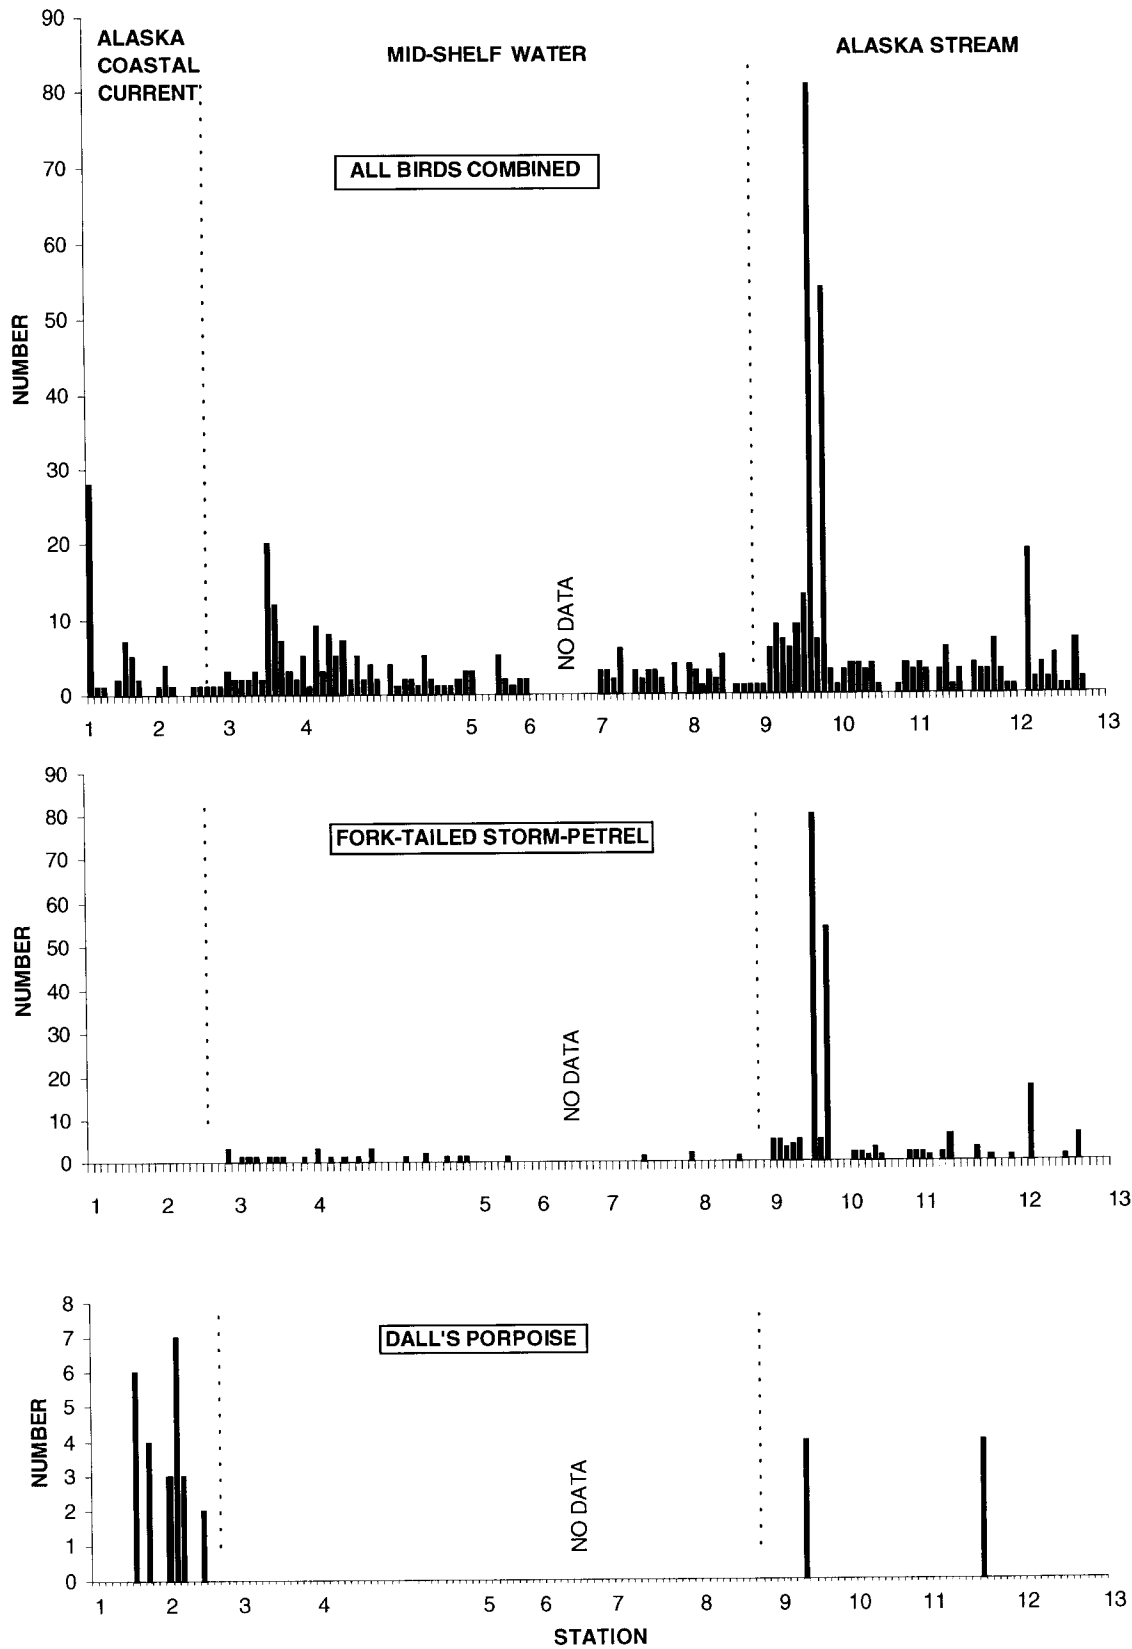 ALASKA
COASTAL
CURRENT
MID-SHELF WATER
ALASKA STREAM
ALL BIRDS COMBINED
NUMBER
90
80
70
60
50
40
30
20
10
0
NO DATA
1 2 3 4 5 6 7 8 9 10 11 12 13
FORK-TAILED STORM-PETREL
NUMBER
90
80
70
60
50
40
30
20
10
0
NO DATA
1 2 3 4 5 6 7 8 9 10 11 12 13
DALL'S PORPOISE
NUMBER
8
7
6
5
4
3
2
1
0
NO DATA
1 2 3 4 5 6 7 8 9 10 11 12 13
STATION